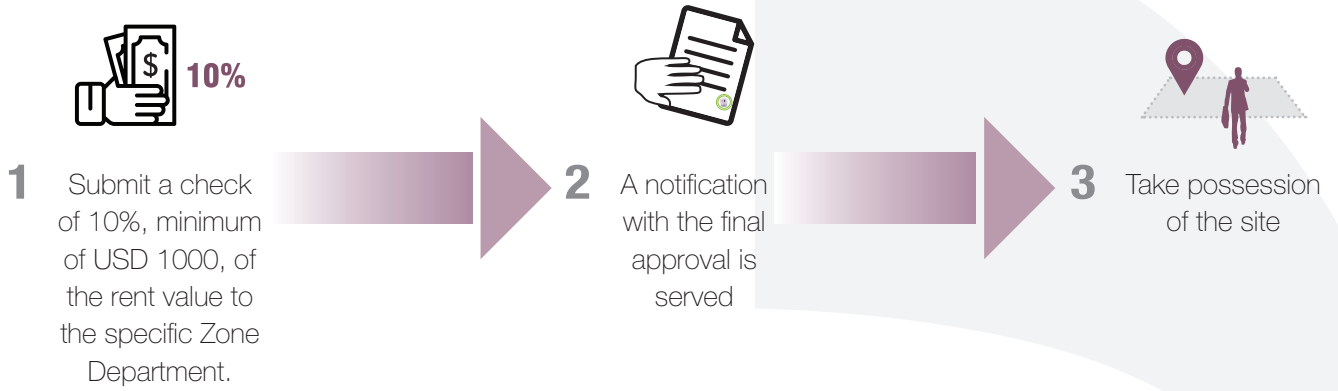 10%
1
Submit a check
of 10%, minimum
of USD 1000, of
the rent value to
the specific Zone
Department.
2
A notification
with the final
approval is
served
3
Take possession
of the site